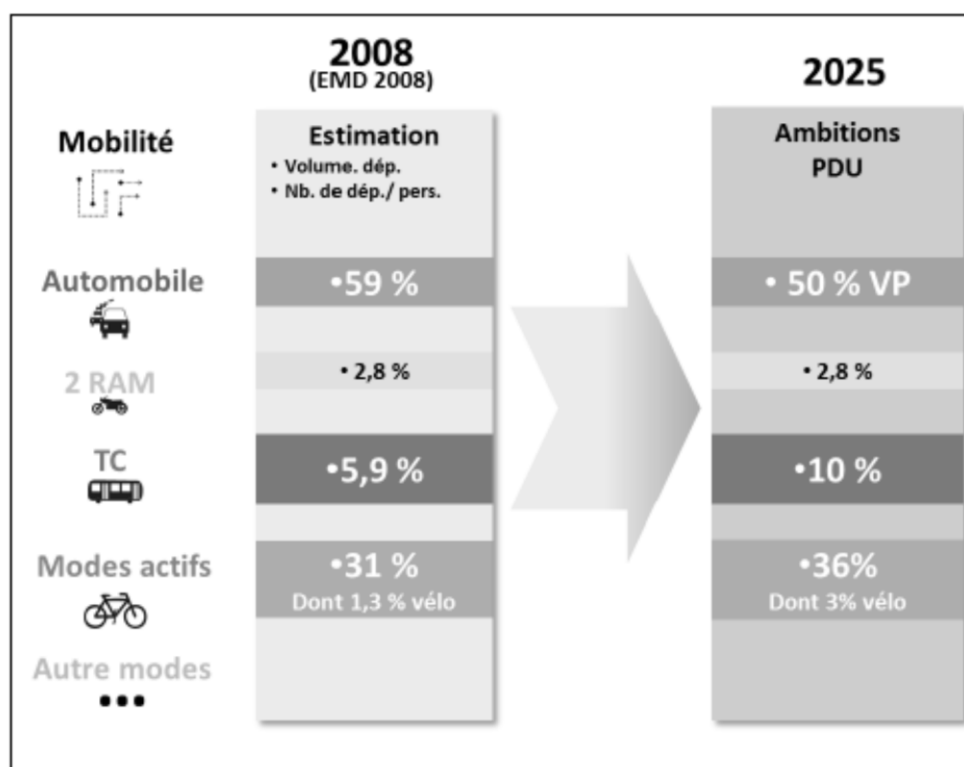 2008
(EMD 2008)
2025
Mobilité
Estimation
• Volume. dép.
• Nb. de dép./ pers.
Ambitions
PDU
Automobile
•59 %
• 50 % VP
2 RAM
• 2,8 %
• 2,8 %
TC
•5,9 %
•10 %
Modes actifs
•31 %
Dont 1,3 % vélo
•36%
Dont 3% vélo
Autre modes